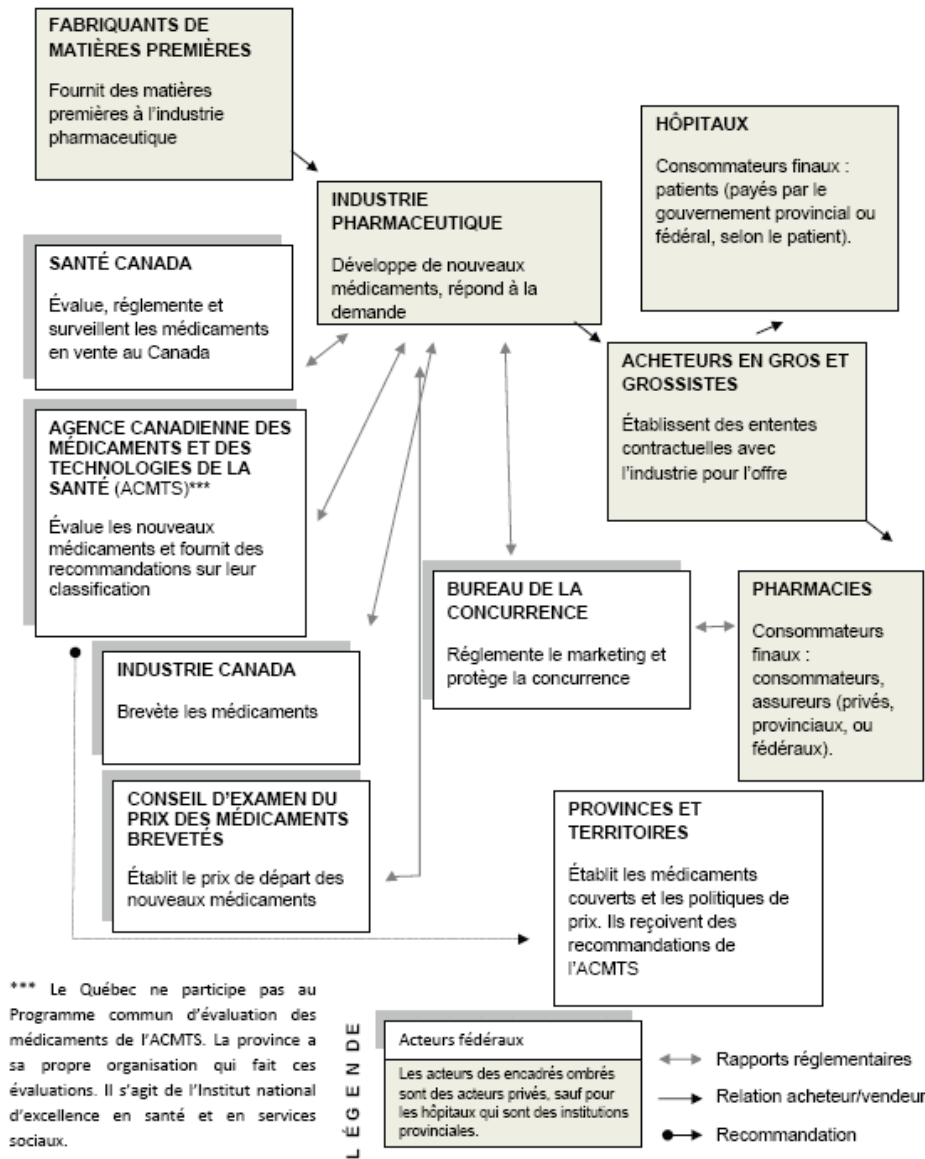 FABRIQUANTS DE
MATIÈRES PREMIÈRES
Fournit des matières
premières à l'industrie
pharmaceutique
HÔPITAUX
Consommateurs finaux :
patients (payés par le
gouvernement provincial ou
fédéral, selon le patient).
INDUSTRIE
PHARMACEUTIQUE
Développe de nouveaux
médicaments, répond à la
demande
SANTÉ CANADA
Évalue, réglemente et
surveillent les médicaments
en vente au Canada
ACHETEURS EN GROS ET
GROSSISTES
Établissent des ententes
contractuelles avec
l'industrie pour l'offre
AGENCE CANADIENNE DES
MÉDICAMENTS ET DES
TECHNOLOGIES DE LA
SANTÉ (ACMTS)***
Évalue les nouveaux
médicaments et fournit des
recommandations sur leur
classification
BUREAU DE LA
CONCURRENCE
Réglemente le marketing et
protège la concurrence
PHARMACIES
Consommateurs
finaux :
consommateurs,
assureurs (privés,
provinciaux, ou
fédéraux).
INDUSTRIE CANADA
Brevète les médicaments
CONSEIL D'EXAMEN DU
PRIX DES MÉDICAMENTS
BREVETÉS
Établit le prix de départ des
nouveaux médicaments
PROVINCES ET
TERRITOIRES
Établit les médicaments
couverts et les politiques de
prix. Ils reçoivent des
recommandations de
l'ACMTS
*** Le Québec ne participe pas au
Programme commun d'évaluation des
médicaments de l'ACMTS. La province a
sa propre organisation qui fait ces
évaluations. Il s'agit de l'Institut national
d'excellence en santé et en services
sociaux.
LÉGENDE
Acteurs fédéraux
Les acteurs des encadrés ombrés
sont des acteurs privés, sauf pour
les hôpitaux qui sont des institutions
provinciales.
Rapports réglementaires
Relation acheteur/vendeur
Recommandation